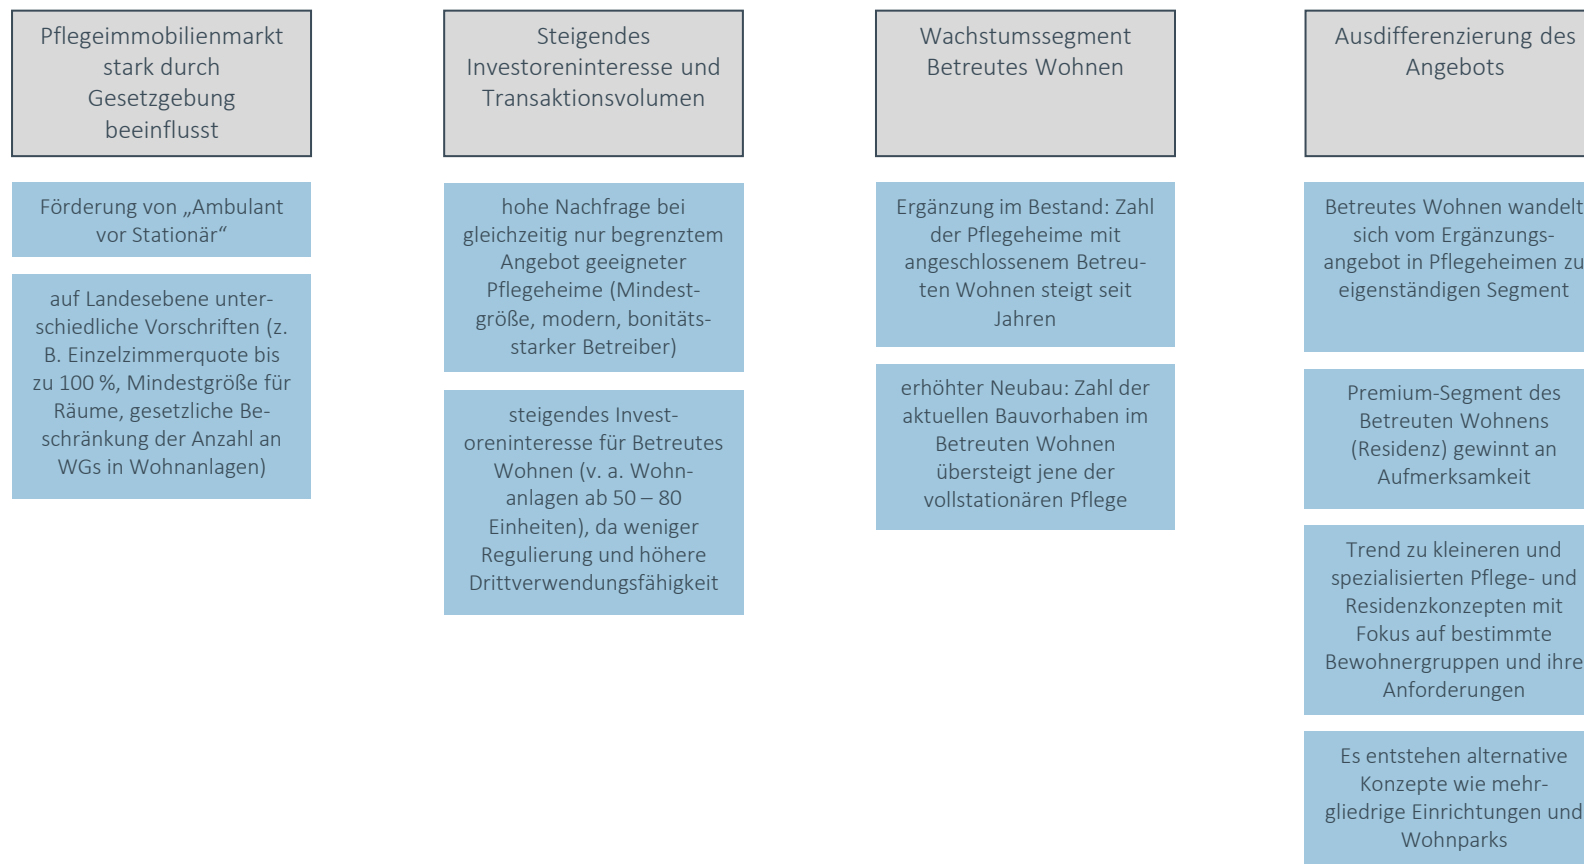 Pflegeimmobilienmarkt
stark durch
Gesetzgebung
beeinflusst
Förderung von „Ambulant
vor Stationär“
auf Landesebene unter-
schiedliche Vorschriften (z.
B. Einzelzimmerquote bis
zu 100 %, Mindestgröße für
Räume, gesetzliche Be-
schränkung der Anzahl an
WGs in Wohnanlagen)
Steigendes
Investoreninteresse und
Transaktionsvolumen
hohe Nachfrage bei
gleichzeitig nur begrenztem
Angebot geeigneter
Pflegeheime (Mindest-
größe, modern, bonitäts-
starker Betreiber)
steigendes Invest-
oreninteresse für Betreutes
Wohnen (v. a. Wohn-
anlagen ab 50 – 80
Einheiten), da weniger
Regulierung und höhere
Drittverwendungsfähigkeit
Wachstumssegment
Betreutes Wohnen
Ergänzung im Bestand: Zahl
der Pflegeheime mit
angeschlossenem Betreu-
ten Wohnen steigt seit
Jahren
erhöhter Neubau: Zahl der
aktuellen Bauvorhaben im
Betreuten Wohnen
übersteigt jene der
vollstationären Pflege
Ausdifferenzierung des
Angebots
Betreutes Wohnen wandelt
sich vom Ergänzungs-
angebot in Pflegeheimen zu
eigenständigen Segment
Premium-Segment des
Betreuten Wohnens
(Residenz) gewinnt an
Aufmerksamkeit
Trend zu kleineren und
spezialisierten Pflege- und
Residenzkonzepten mit
Fokus auf bestimmte
Bewohnergruppen und ihre
Anforderungen
Es entstehen alternative
Konzepte wie mehr-
gliedrige Einrichtungen und
Wohnparks